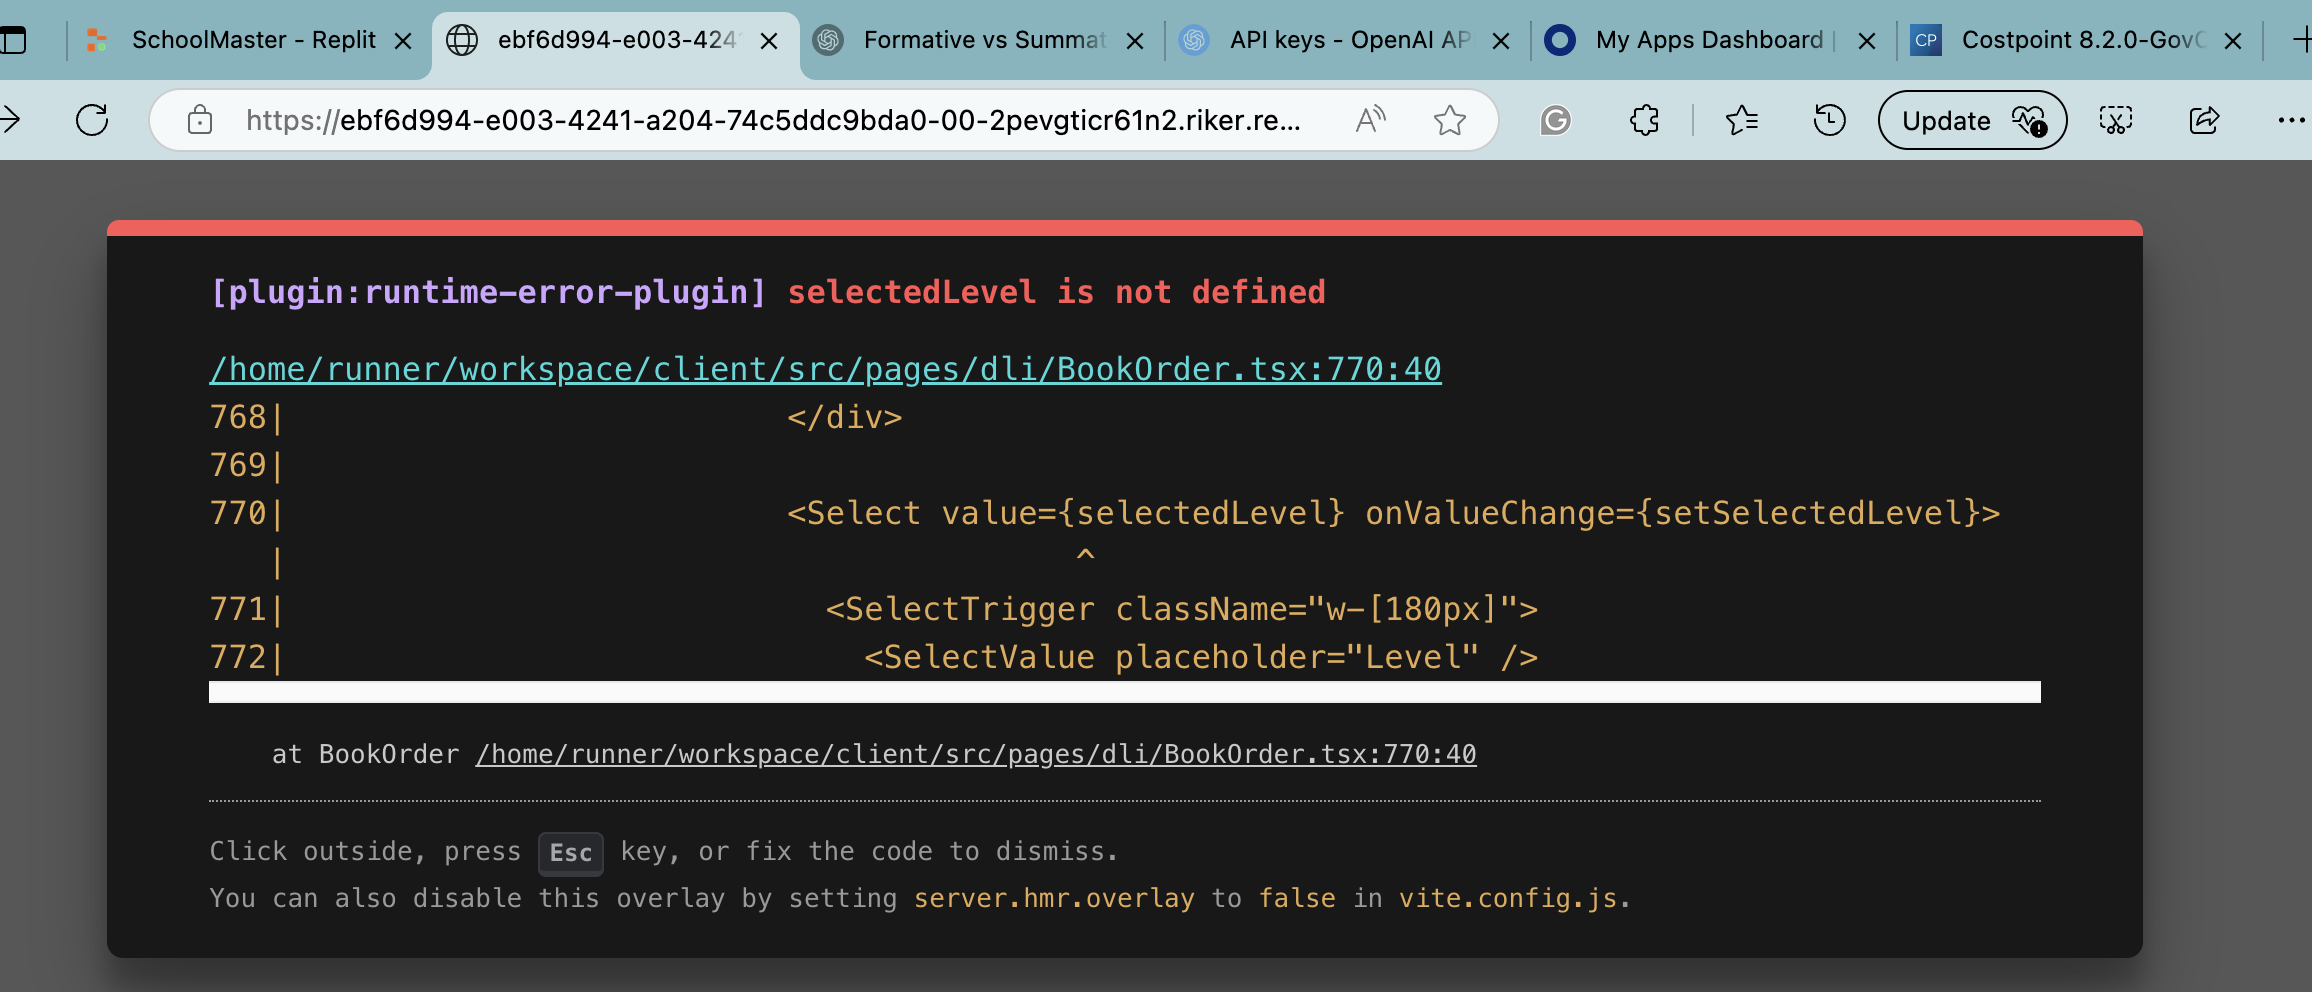 SchoolMaster - Replit
ebf6d994-e003-424
Formative vs Summat
API keys - OpenAI AP
My Apps Dashboard |
CP
Costpoint 8.2.0-Gov
https://ebf6d994-e003-4241-a204-74c5ddc9bda0-00-2pevgticr61n2.riker.re...
Update
[plugin:runtime-error-plugin] selectedLevel is not defined
/home/runner/workspace/client/src/pages/dli/BookOrder.tsx:770:40
768|                          </div>
769|
770|                          <Select value={selectedLevel} onValueChange={setSelectedLevel}>
   |                                         ^
771|                            <SelectTrigger className="w-[180px]">
772|                              <SelectValue placeholder="Level" />
at BookOrder /home/runner/workspace/client/src/pages/dli/BookOrder.tsx:770:40
Click outside, press Esc key, or fix the code to dismiss.
You can also disable this overlay by setting server.hmr.overlay to false in vite.config.js.